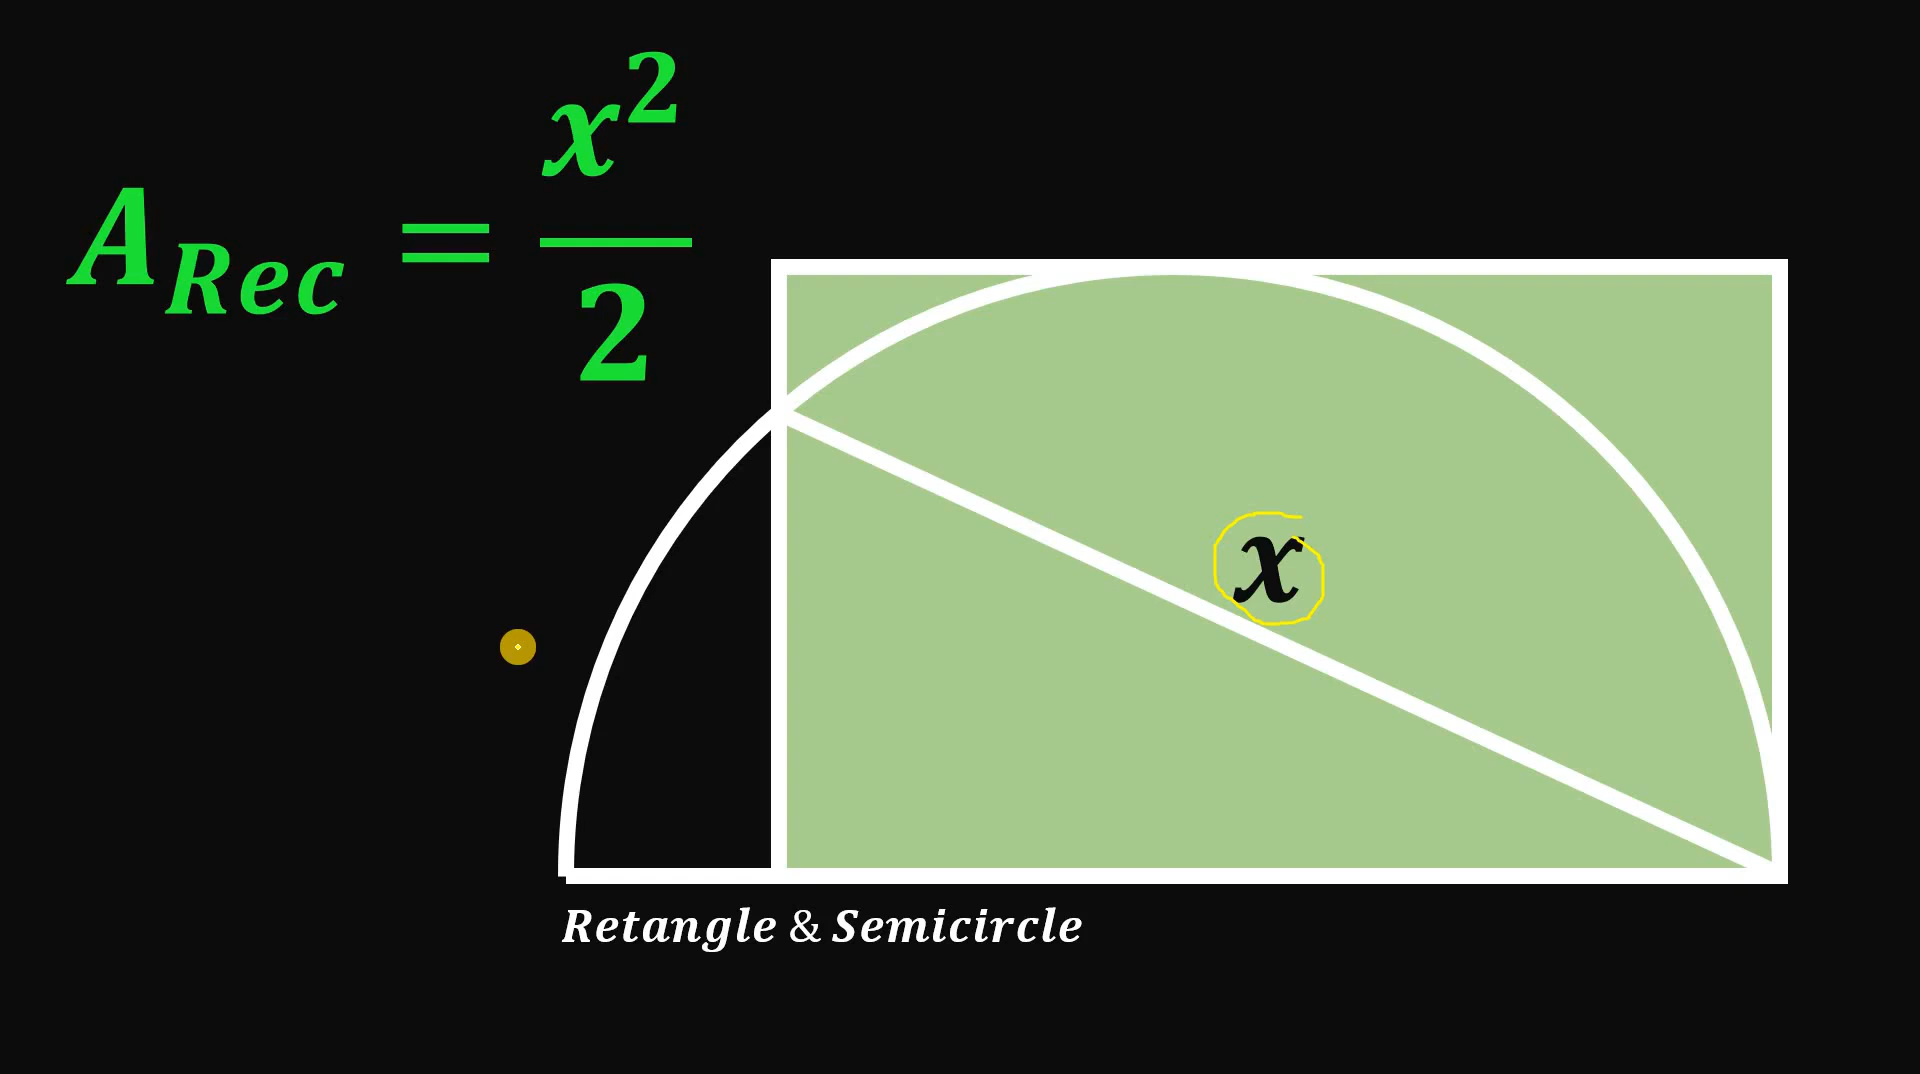 A_Rec = x²/2
x
Retangle & Semicircle